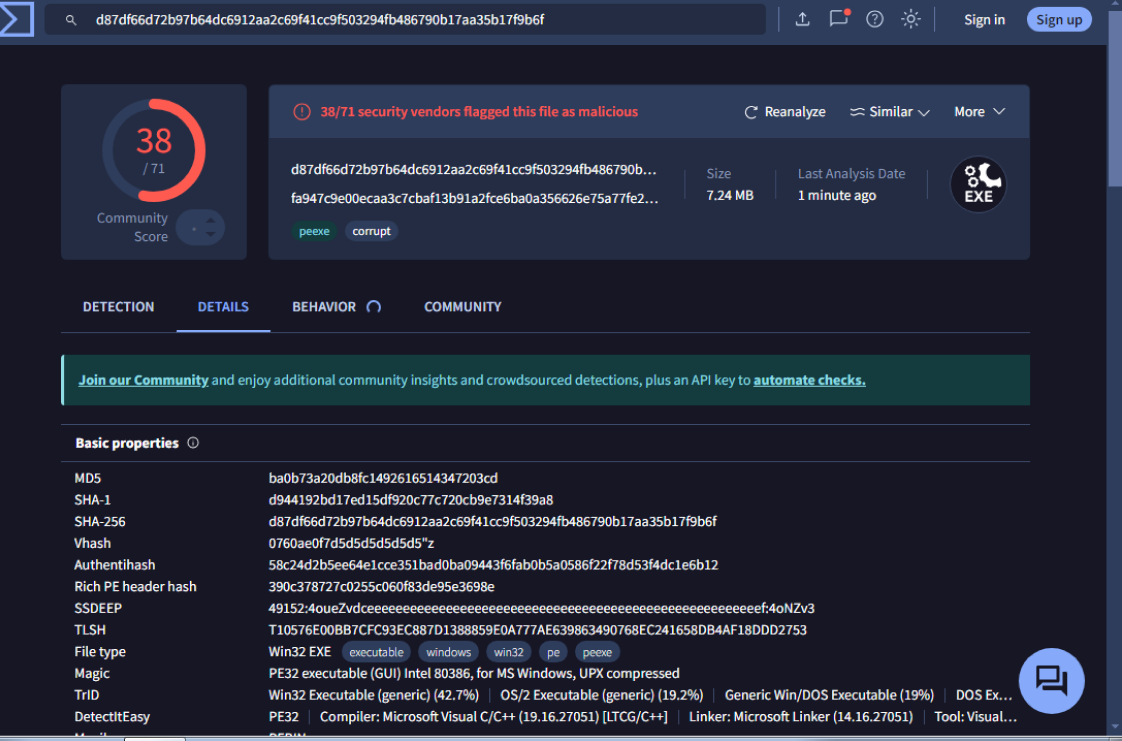 d87df66d72b97b64dc6912aa2c69f41cc9f503294fb486790b17aa35b17f9b6f
Sign in
Sign up
38
/ 71
Community
Score
38/71 security vendors flagged this file as malicious
Reanalyze
Similar
More
d87df66d72b97b64dc6912aa2c69f41cc9f503294fb486790b...
fa947c9e00ecaa3c7cbaf13b91a2fce6ba0a356626e75a77fe2...
peexe corrupt
Size
7.24 MB
Last Analysis Date
1 minute ago
EXE
DETECTION DETAILS BEHAVIOR COMMUNITY
Join our Community and enjoy additional community insights and crowdsourced detections, plus an API key to automate checks.
Basic properties
MD5 ba0b73a20db8fc1492616514347203cd
SHA-1 d944192bd17ed15df920c77c720cb9e7314f39a8
SHA-256 d87df66d72b97b64dc6912aa2c69f41cc9f503294fb486790b17aa35b17f9b6f
Vhash 0760ae0f7d5d5d5d5d5d5"z
Authentihash 58c24d2b5ee64e1cce351bad0ba09443f6fab0b5a0586f22f78d53f4dc1e6b12
Rich PE header hash 390c378727c0255c060f83de95e3698e
SSDEEP 49152:4oueZvdceeeeeeeeeeeeeeeeeeeeeeeeeeeeeeeeeeeeeeeeeeeeeeeeeeeeeeef:4oNZv3
TLSH T10576E00BB7CFC93EC887D1388859E0A777AE639863490768EC241658DB4AF18DDD2753
File type Win32 EXE executable windows win32 pe peexe
Magic PE32 executable (GUI) Intel 80386, for MS Windows, UPX compressed
TrID Win32 Executable (generic) (42.7%) | OS/2 Executable (generic) (19.2%) | Generic Win/DOS Executable (19%) | DOS Ex...
DetectItEasy PE32 | Compiler: Microsoft Visual C/C++ (19.16.27051) [LTCG/C++] | Linker: Microsoft Linker (14.16.27051) | Tool: Visual...